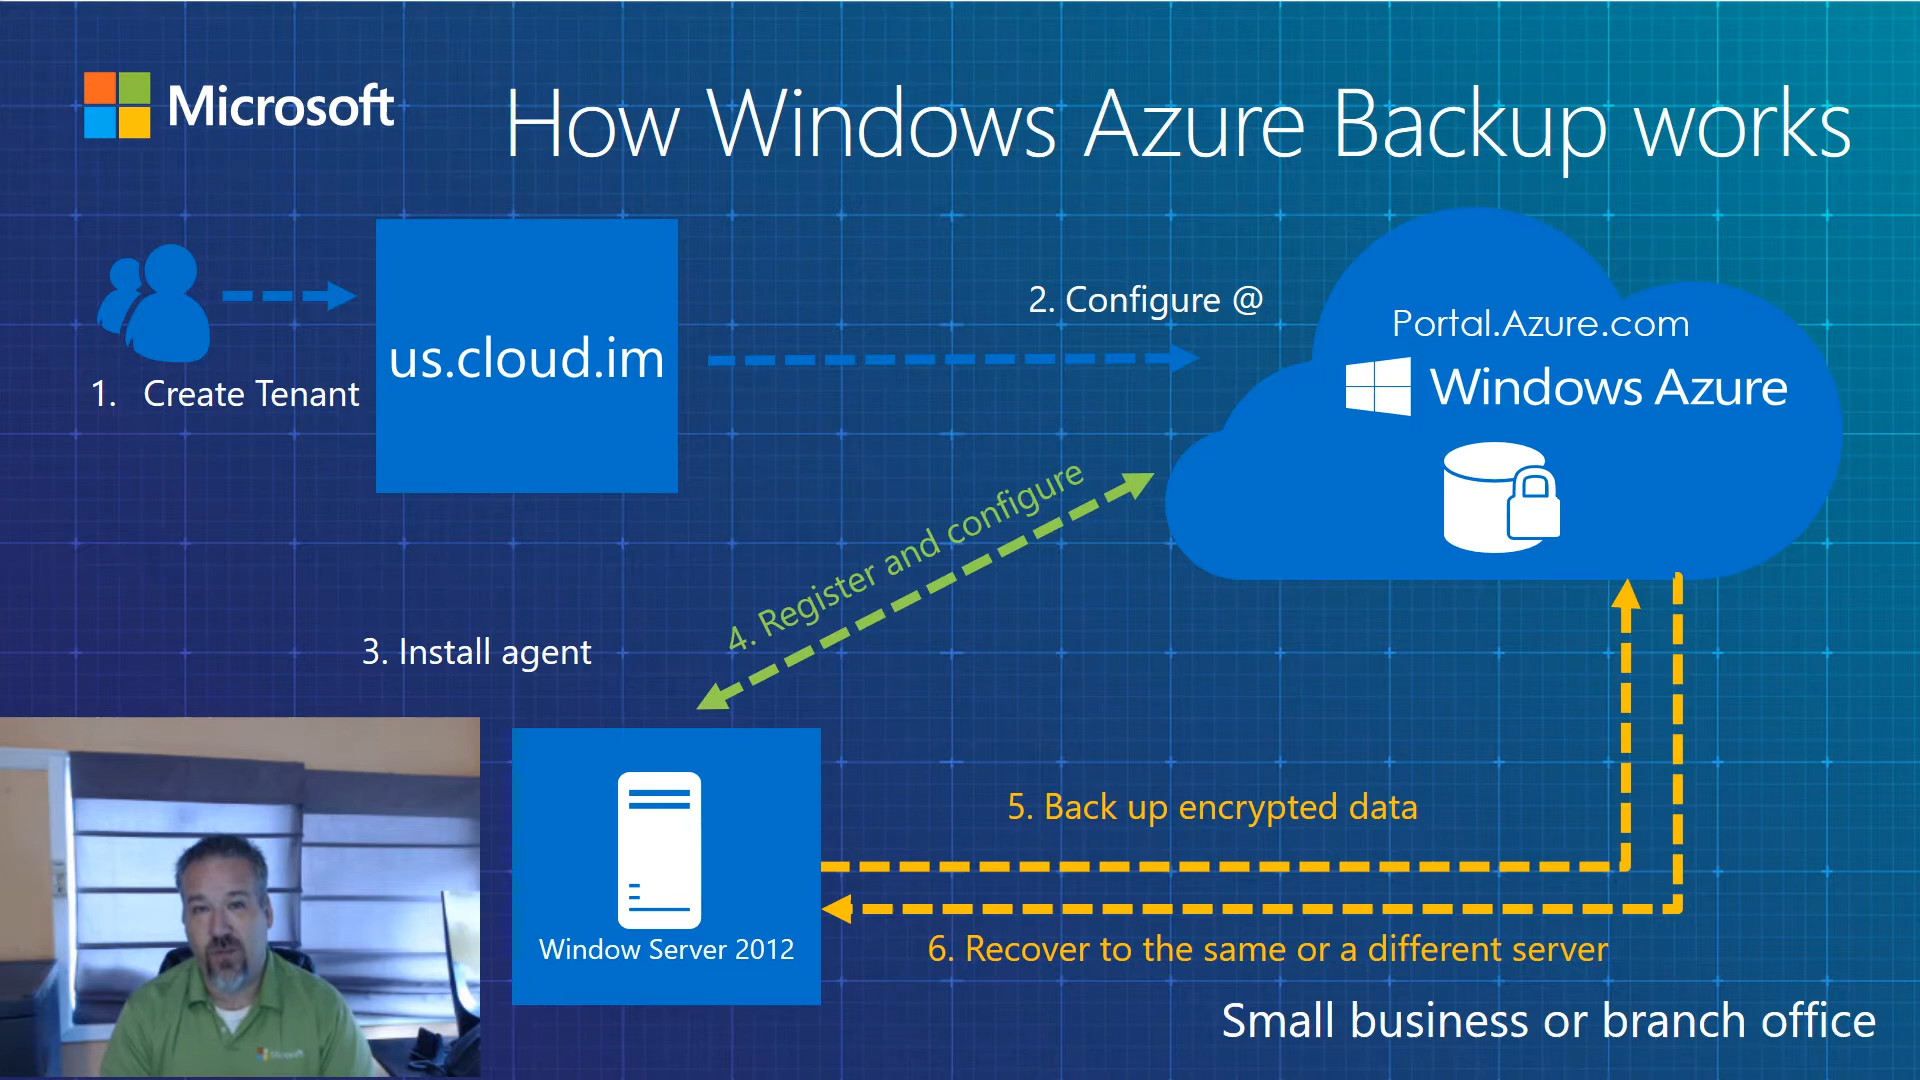 Microsoft
How Windows Azure Backup works
us.cloud.im
1. Create Tenant
2. Configure @
Portal.Azure.com
Windows Azure
3. Install agent
4. Register and configure
Window Server 2012
5. Back up encrypted data
6. Recover to the same or a different server
Small business or branch office
Microsoft